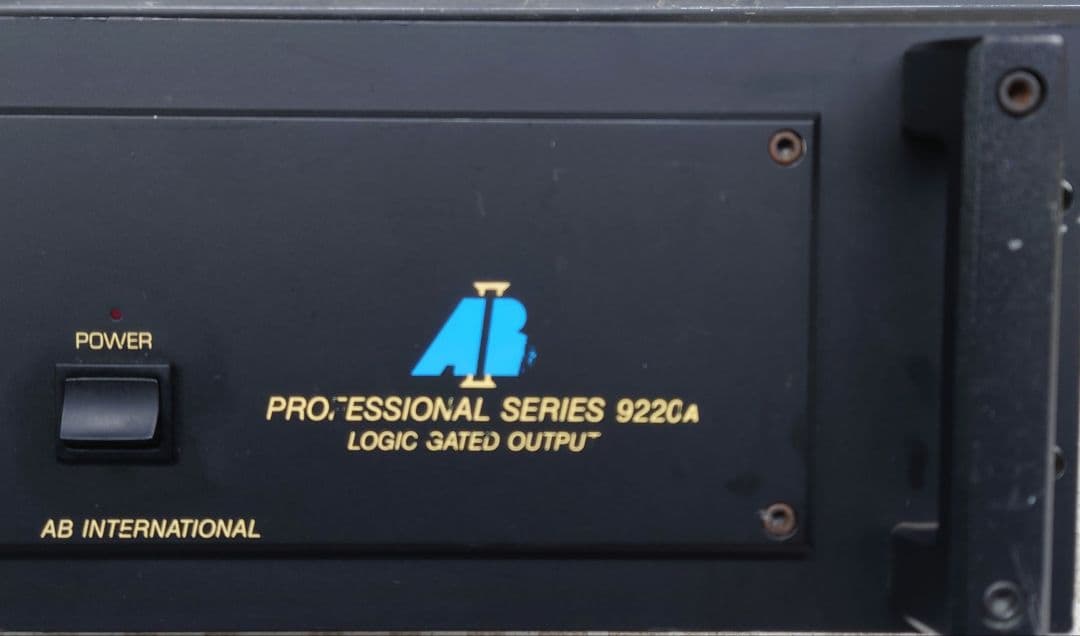 POWER
AB
PROFESSIONAL SERIES 9220A
LOGIC GATED OUTPUT
AB INTERNATIONAL